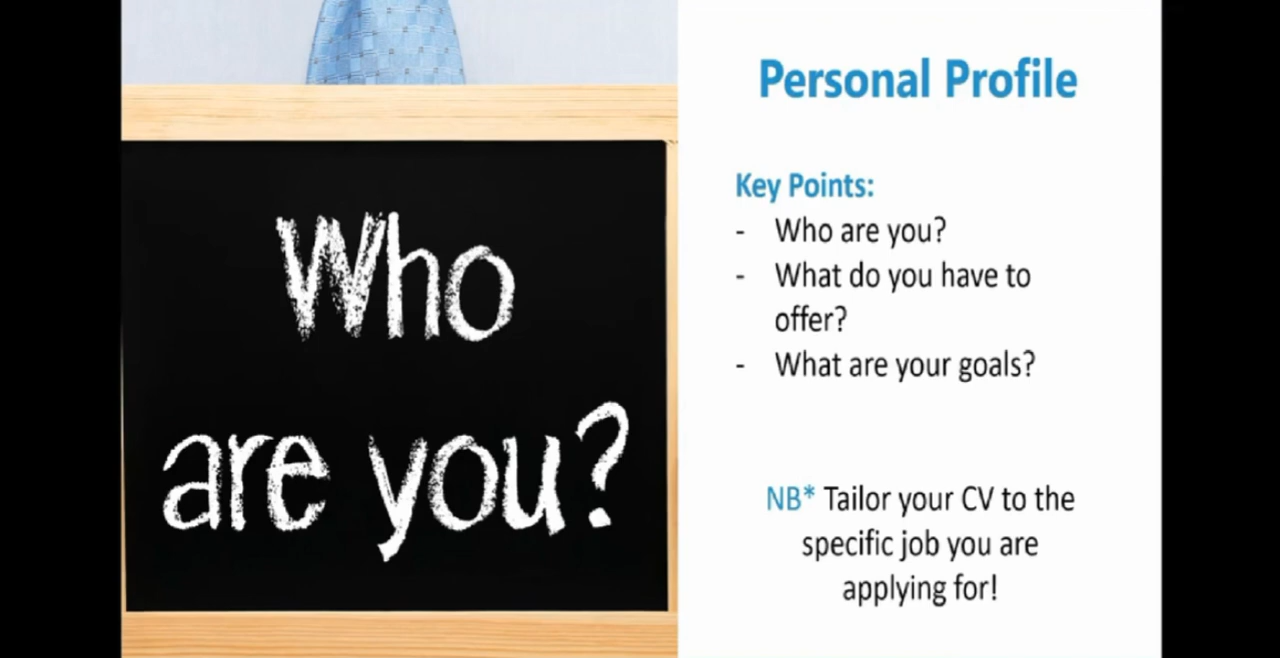 Who
are you?
Personal Profile
Key Points:
- Who are you?
- What do you have to
offer?
- What are your goals?
NB* Tailor your CV to the
specific job you are
applying for!